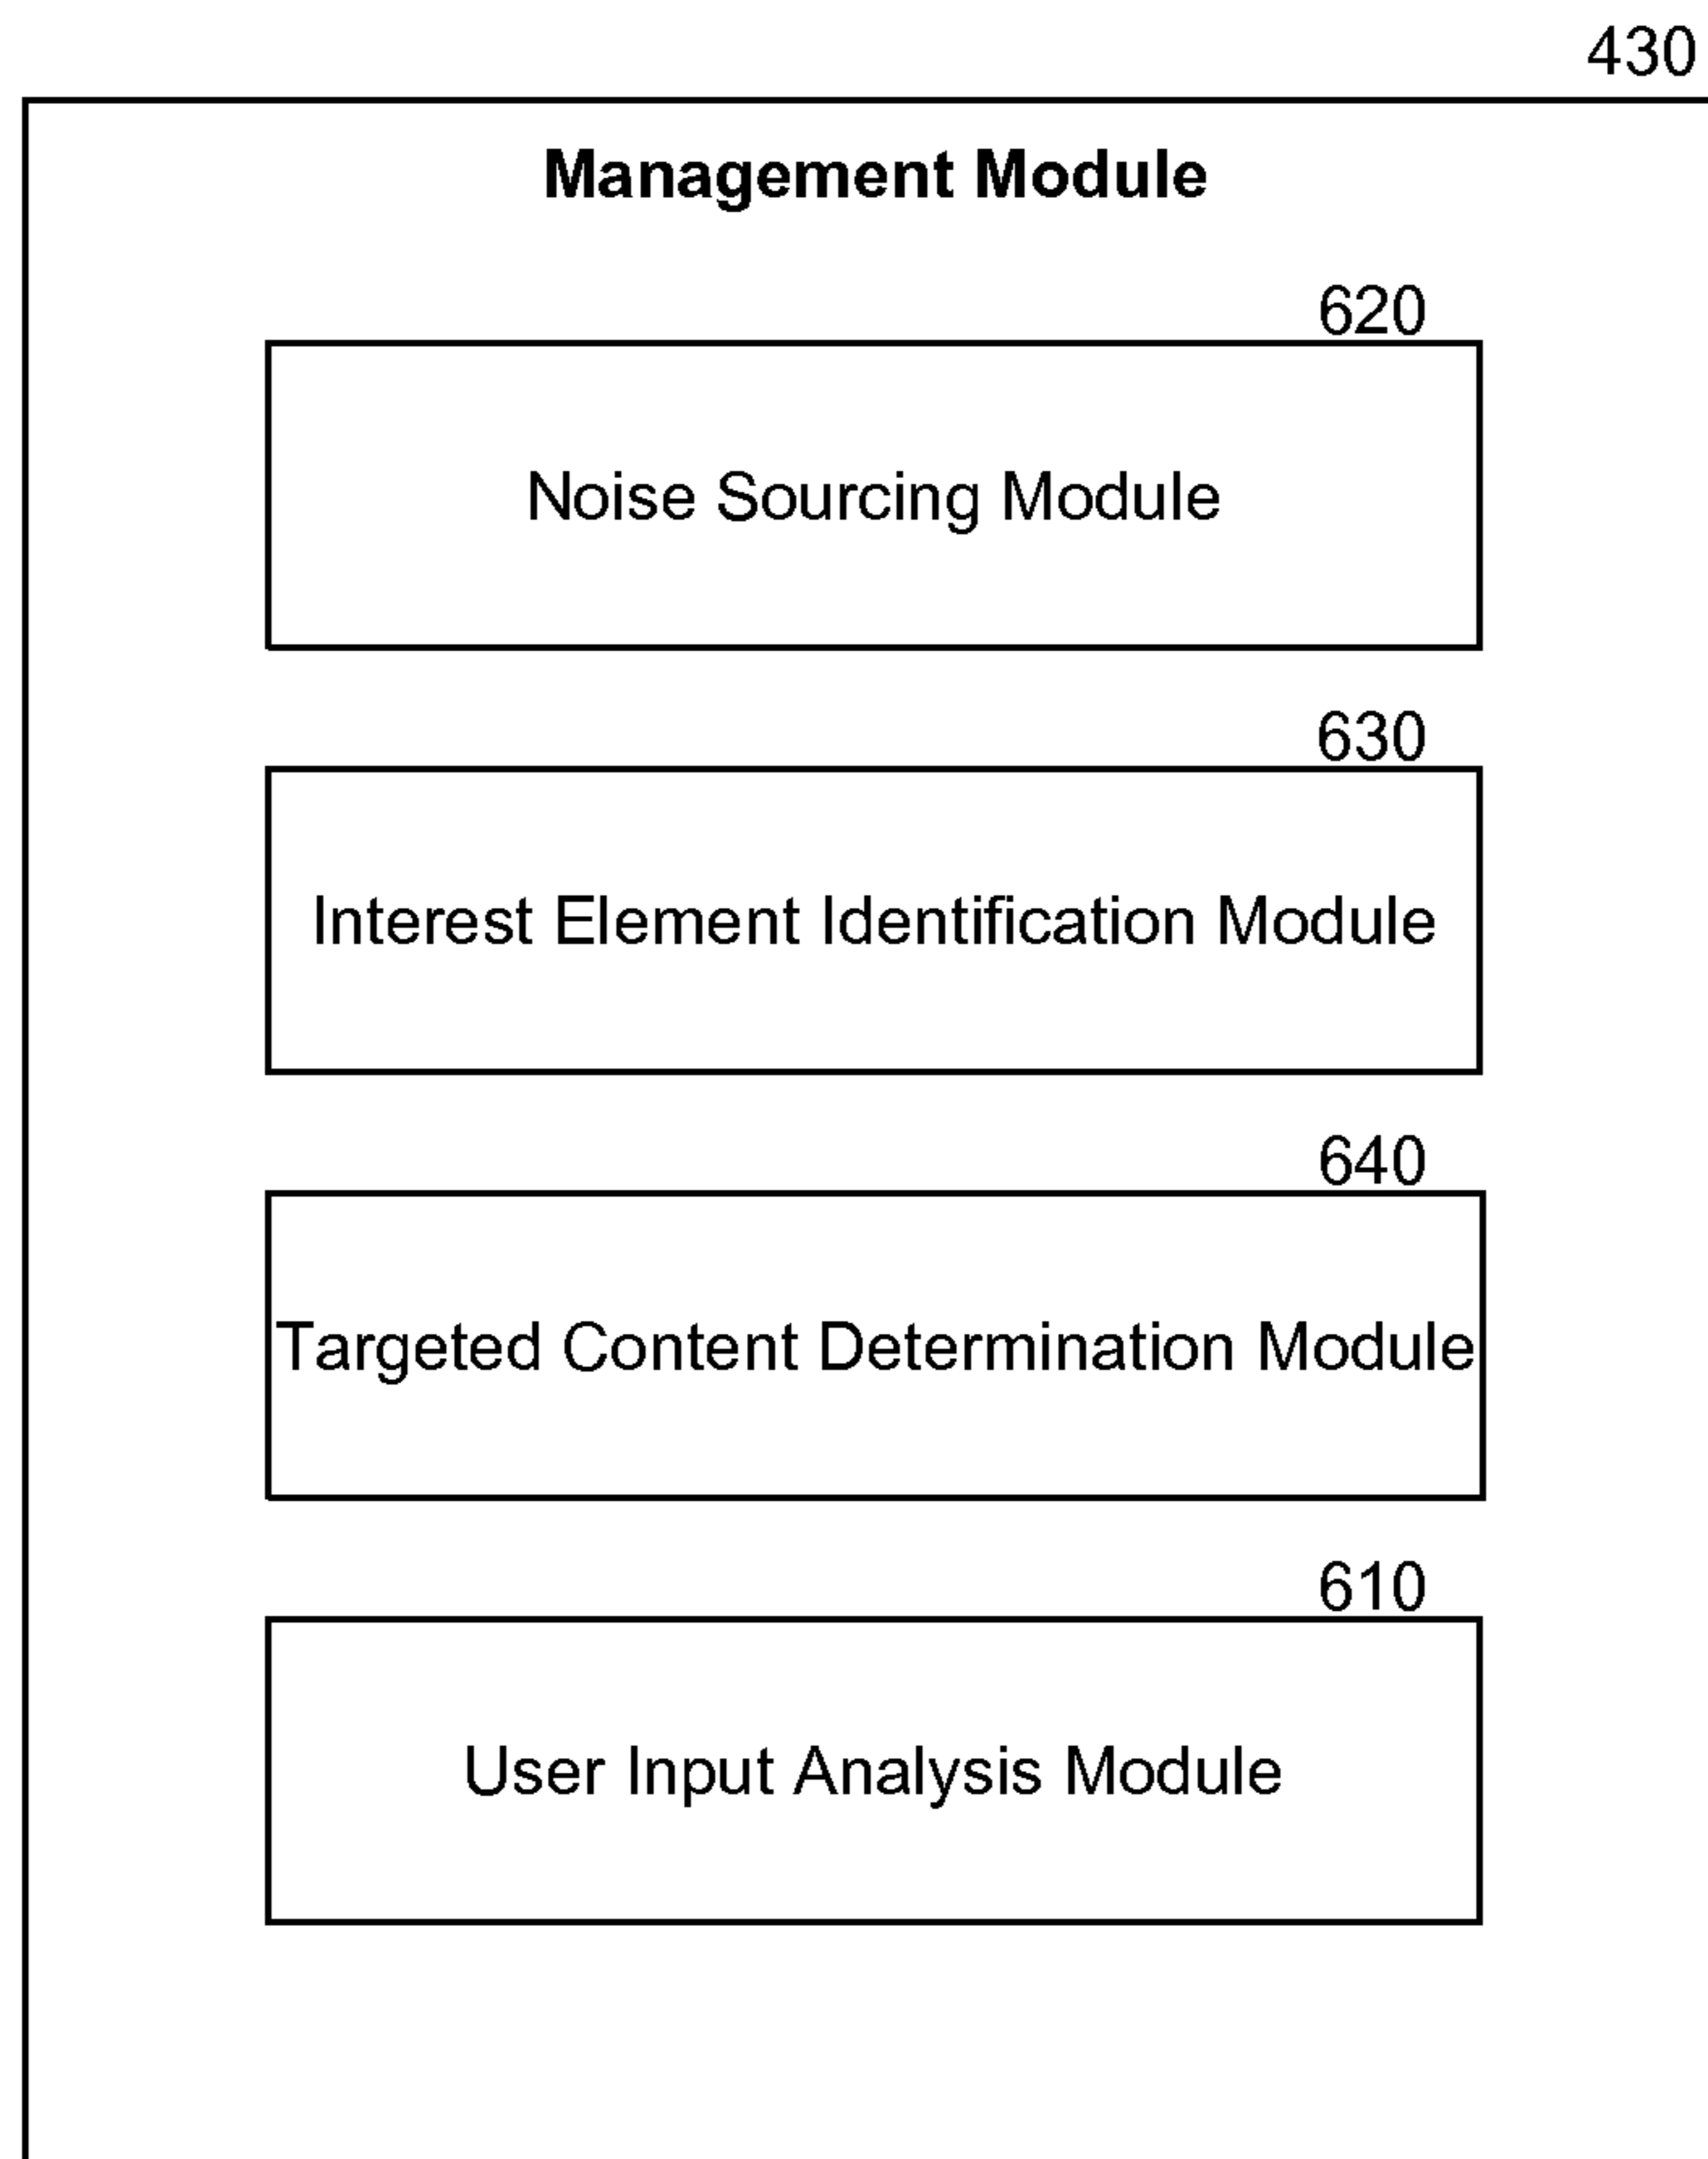 430
Management Module
620
Noise Sourcing Module
630
Interest Element Identification Module
640
Targeted Content Determination Module
610
User Input Analysis Module